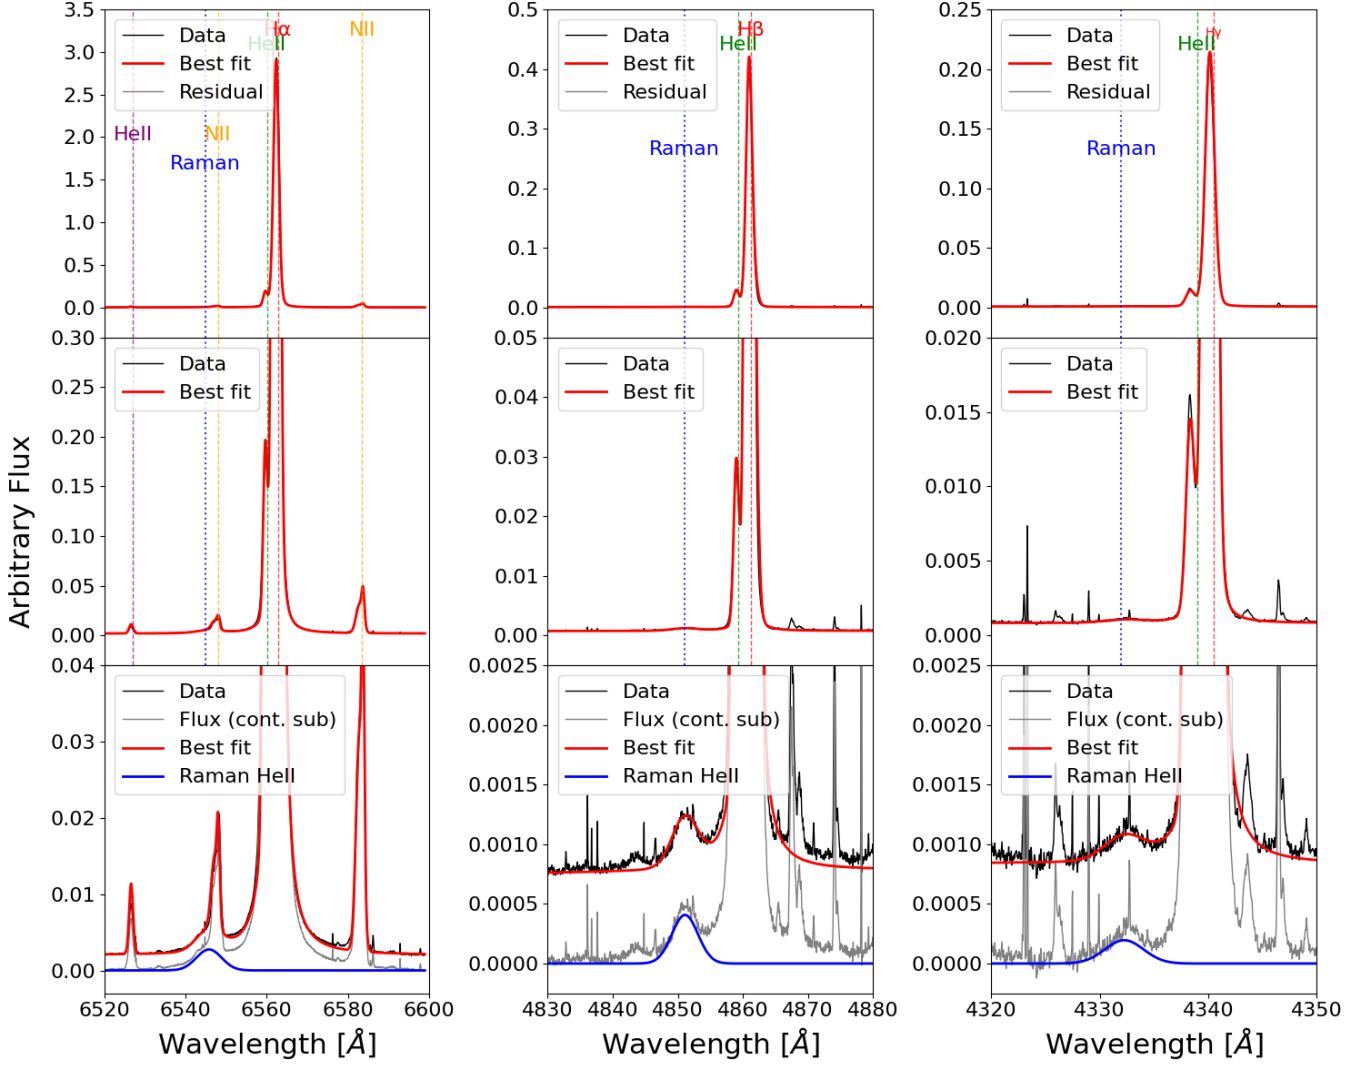 Arbitrary Flux
3.5
3.0
2.5
2.0
1.5
1.0
0.5
0.0
Data
Best fit
Residual
Hα
HeII
NII
HeII
NII
Raman
0.5
0.4
0.3
0.2
0.1
0.0
Data
Best fit
Residual
Hβ
HeII
Raman
0.25
0.20
0.15
0.10
0.05
0.00
Data
Best fit
Residual
Hγ
HeII
Raman
0.30
0.25
0.20
0.15
0.10
0.05
0.00
Data
Best fit
0.05
0.04
0.03
0.02
0.01
0.00
Data
Best fit
0.020
0.015
0.010
0.005
0.000
Data
Best fit
0.04
0.03
0.02
0.01
0.00
Data
Flux (cont. sub)
Best fit
Raman HeII
6520 6540 6560 6580 6600
Wavelength [Å]
0.0025
0.0020
0.0015
0.0010
0.0005
0.0000
Data
Flux (cont. sub)
Best fit
Raman HeII
4830 4840 4850 4860 4870 4880
Wavelength [Å]
0.0025
0.0020
0.0015
0.0010
0.0005
0.0000
Data
Flux (cont. sub)
Best fit
Raman HeII
4320 4330 4340 4350
Wavelength [Å]